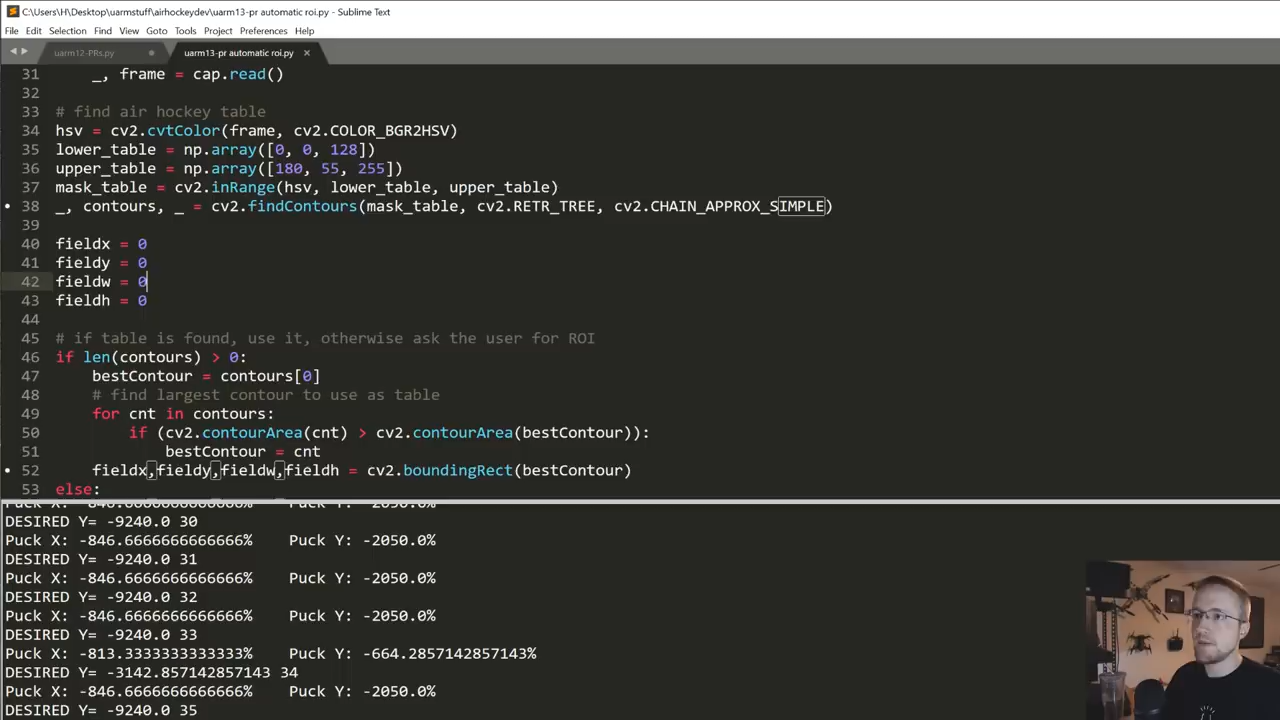 C:\Users\H\Desktop\uarmstuff\airhockeydev\uarm13-pr automatic roi.py - Sublime Text
File Edit Selection Find View Goto Tools Project Preferences Help
uarm12-PRs.py uarm13-pr automatic roi.py
31 _, frame = cap.read()
32
33 # find air hockey table
34 hsv = cv2.cvtColor(frame, cv2.COLOR_BGR2HSV)
35 lower_table = np.array([0, 0, 128])
36 upper_table = np.array([180, 55, 255])
37 mask_table = cv2.inRange(hsv, lower_table, upper_table)
38 _, contours, _ = cv2.findContours(mask_table, cv2.RETR_TREE, cv2.CHAIN_APPROX_SIMPLE)
39
40 fieldx = 0
41 fieldy = 0
42 fieldw = 0
43 fieldh = 0
44
45 # if table is found, use it, otherwise ask the user for ROI
46 if len(contours) > 0:
47 bestContour = contours[0]
48 # find largest contour to use as table
49 for cnt in contours:
50 if (cv2.contourArea(cnt) > cv2.contourArea(bestContour)):
51 bestContour = cnt
52 fieldx,fieldy,fieldw,fieldh = cv2.boundingRect(bestContour)
53 else:
Puck X: -846.6666666666666% Puck Y: -2050.0%
DESIRED Y= -9240.0 30
Puck X: -846.6666666666666% Puck Y: -2050.0%
DESIRED Y= -9240.0 31
Puck X: -846.6666666666666% Puck Y: -2050.0%
DESIRED Y= -9240.0 32
Puck X: -846.6666666666666% Puck Y: -2050.0%
DESIRED Y= -9240.0 33
Puck X: -813.3333333333333% Puck Y: -664.2857142857143%
DESIRED Y= -3142.857142857143 34
Puck X: -846.6666666666666% Puck Y: -2050.0%
DESIRED Y= -9240.0 35